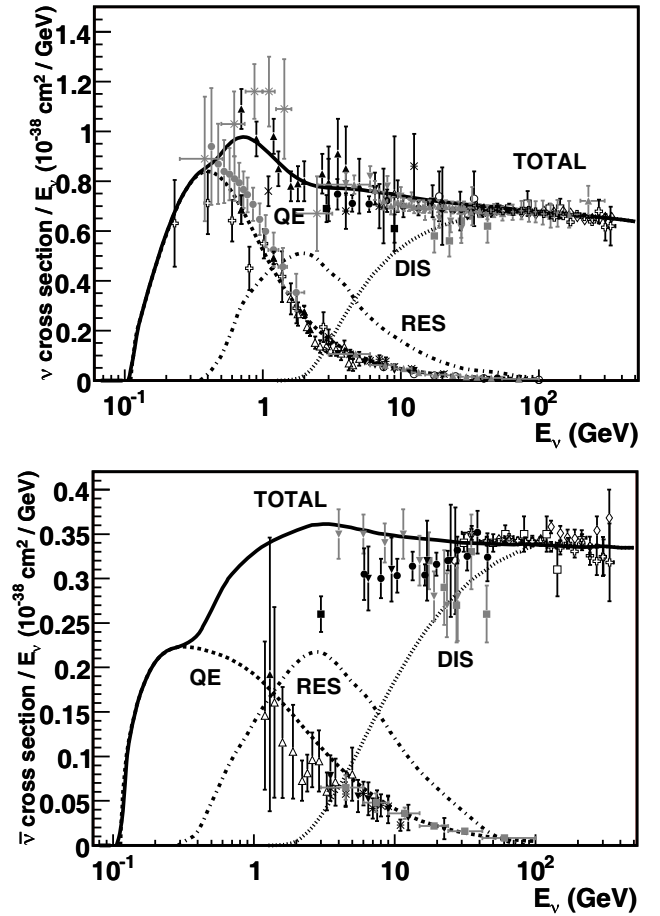 ν cross section / Eν (10⁻³⁸ cm² / GeV)
1.4
1.2
1
0.8
0.6
0.4
0.2
0
TOTAL
QE
DIS
RES
10⁻¹ 1 10 10²
Eν (GeV)
ν̅ cross section / Eν (10⁻³⁸ cm² / GeV)
0.4
0.35
0.3
0.25
0.2
0.15
0.1
0.05
0
TOTAL
QE
RES
DIS
10⁻¹ 1 10 10²
Eν (GeV)